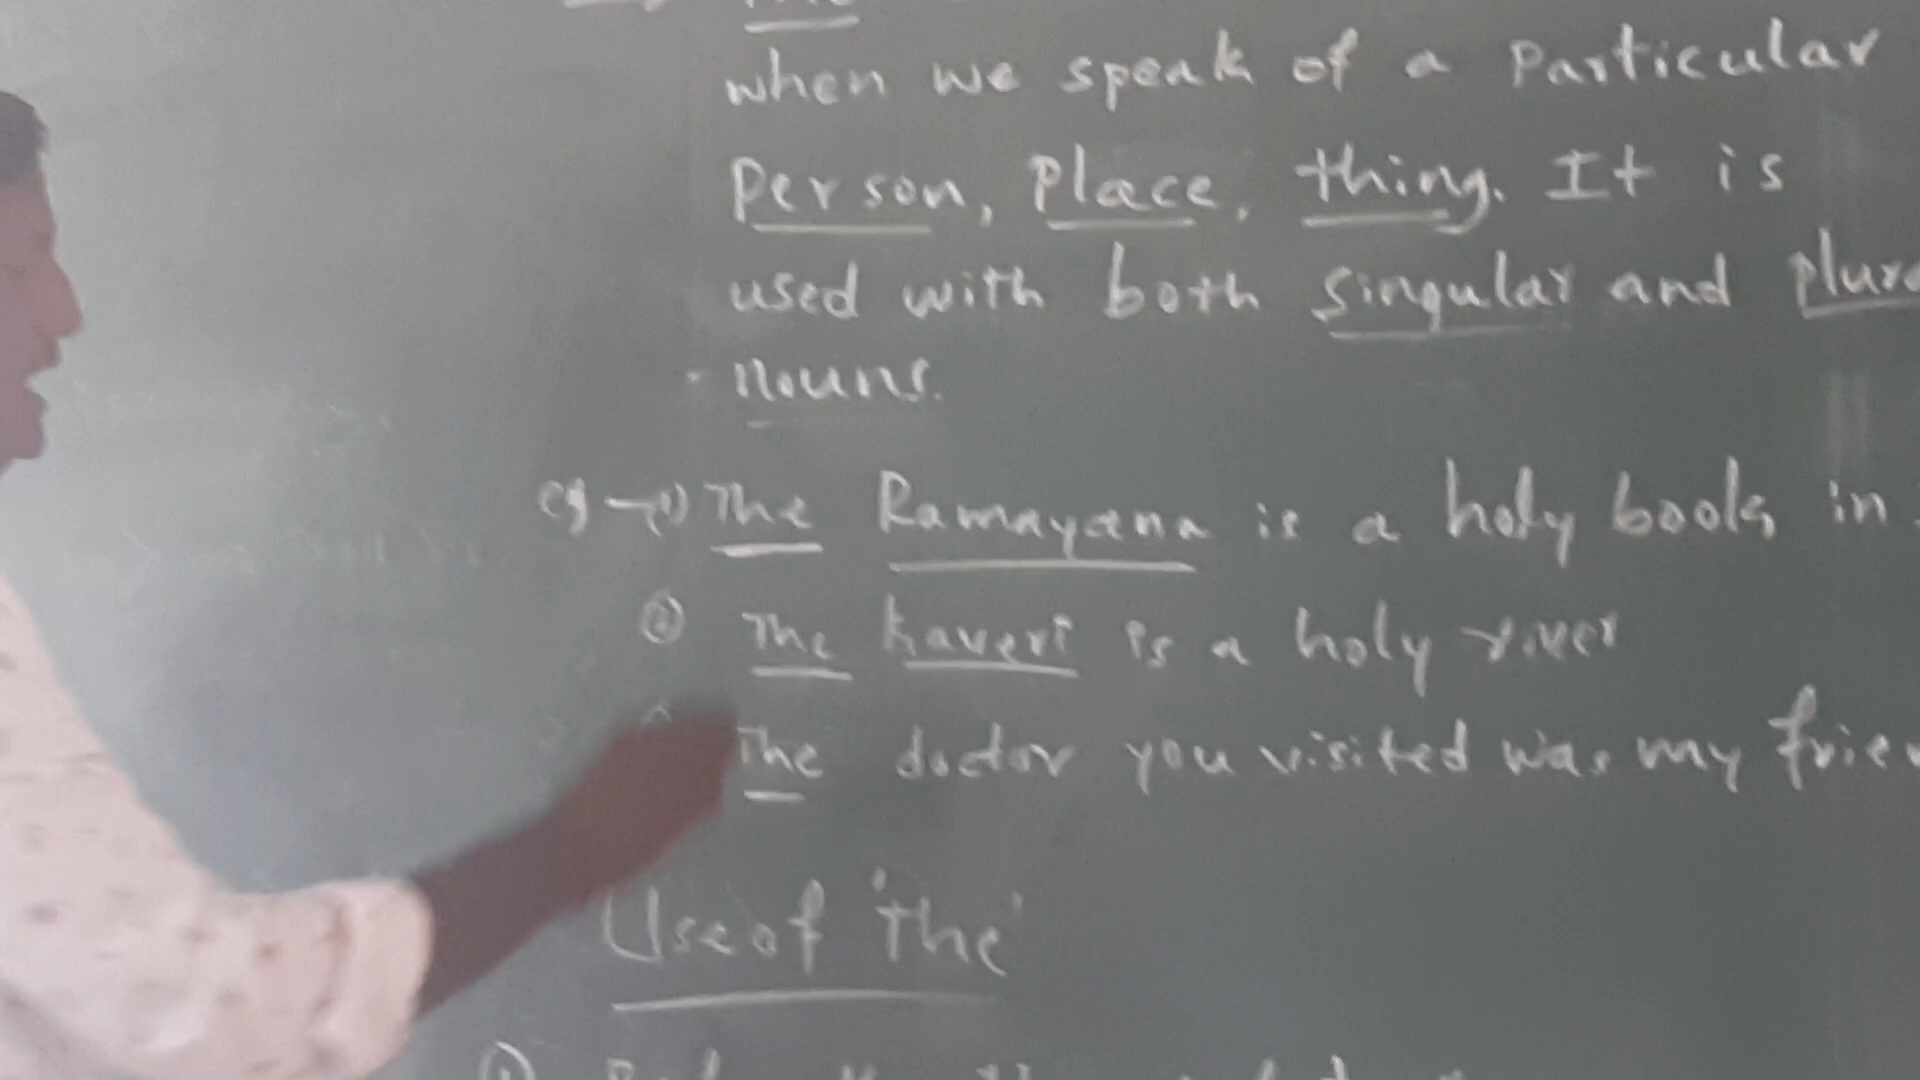 when we speak of a Particular
Person, Place, thing. It is
used with both singular and
nouns.
eg → 1) The Ramayana is a holy book in
② The kaveri is a holy river
The doctor you visited was my
Use of 'the'